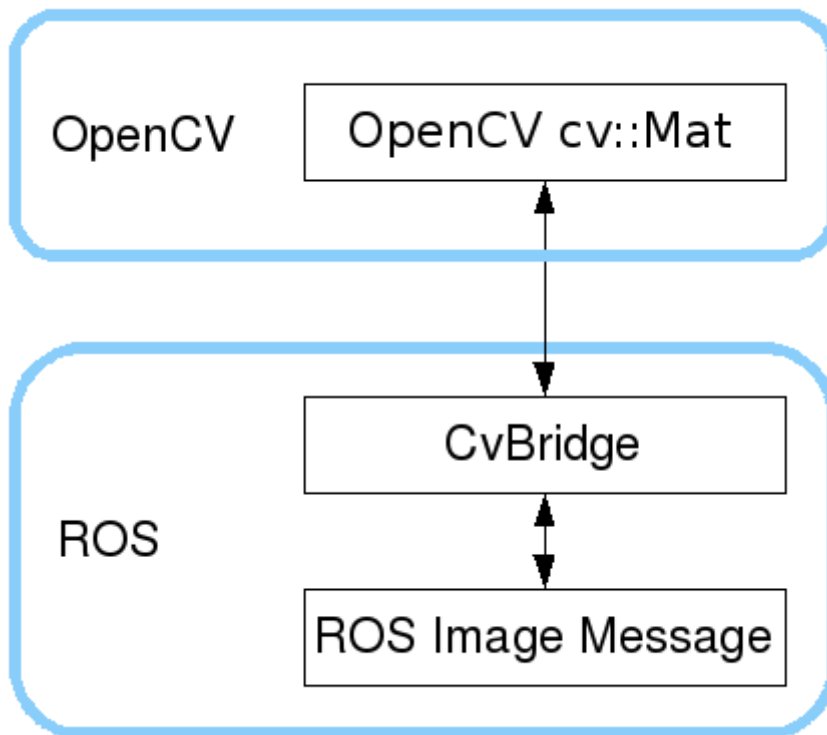 OpenCV
OpenCV cv::Mat
CvBridge
ROS
ROS Image Message